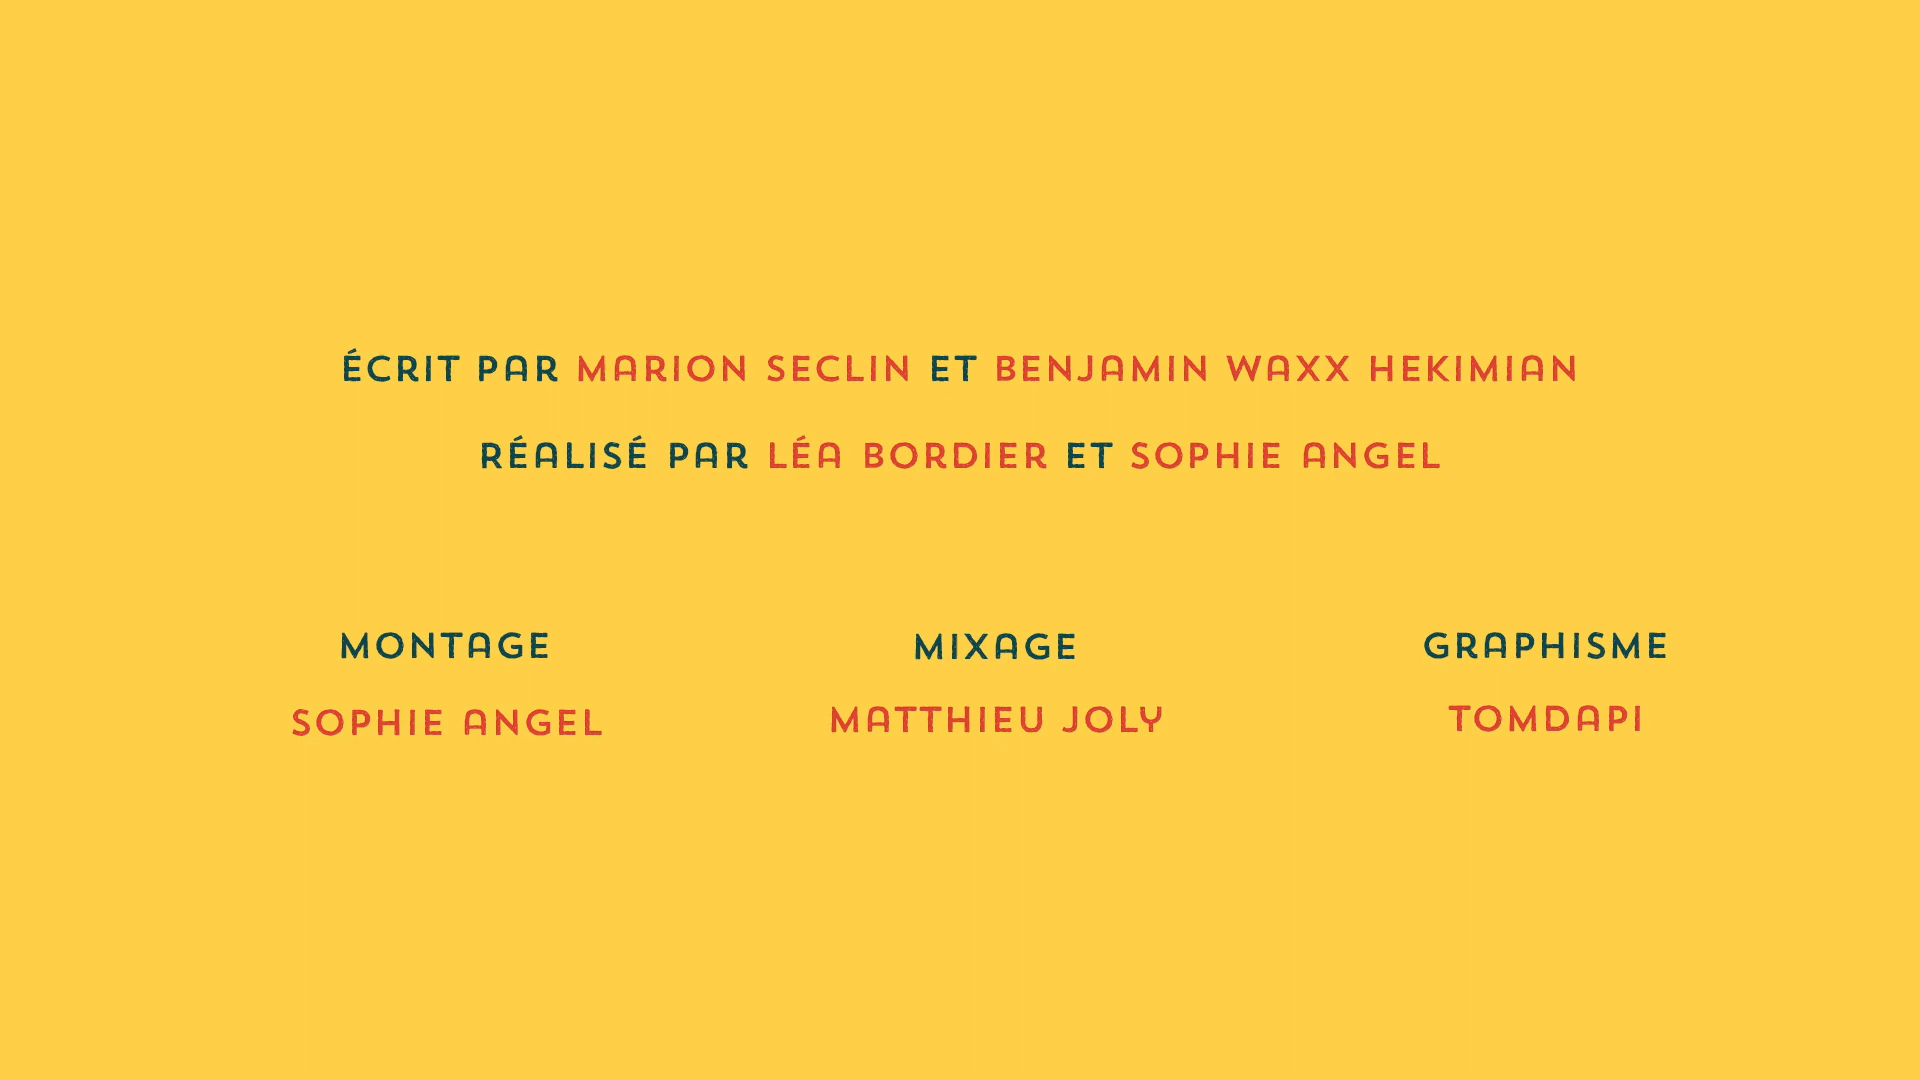 ÉCRIT PAR MARION SECLIN ET BENJAMIN WAXX HEKIMIAN
RÉALISÉ PAR LÉA BORDIER ET SOPHIE ANGEL
MONTAGE
SOPHIE ANGEL
MIXAGE
MATTHIEU JOLY
GRAPHISME
TOMDAPI